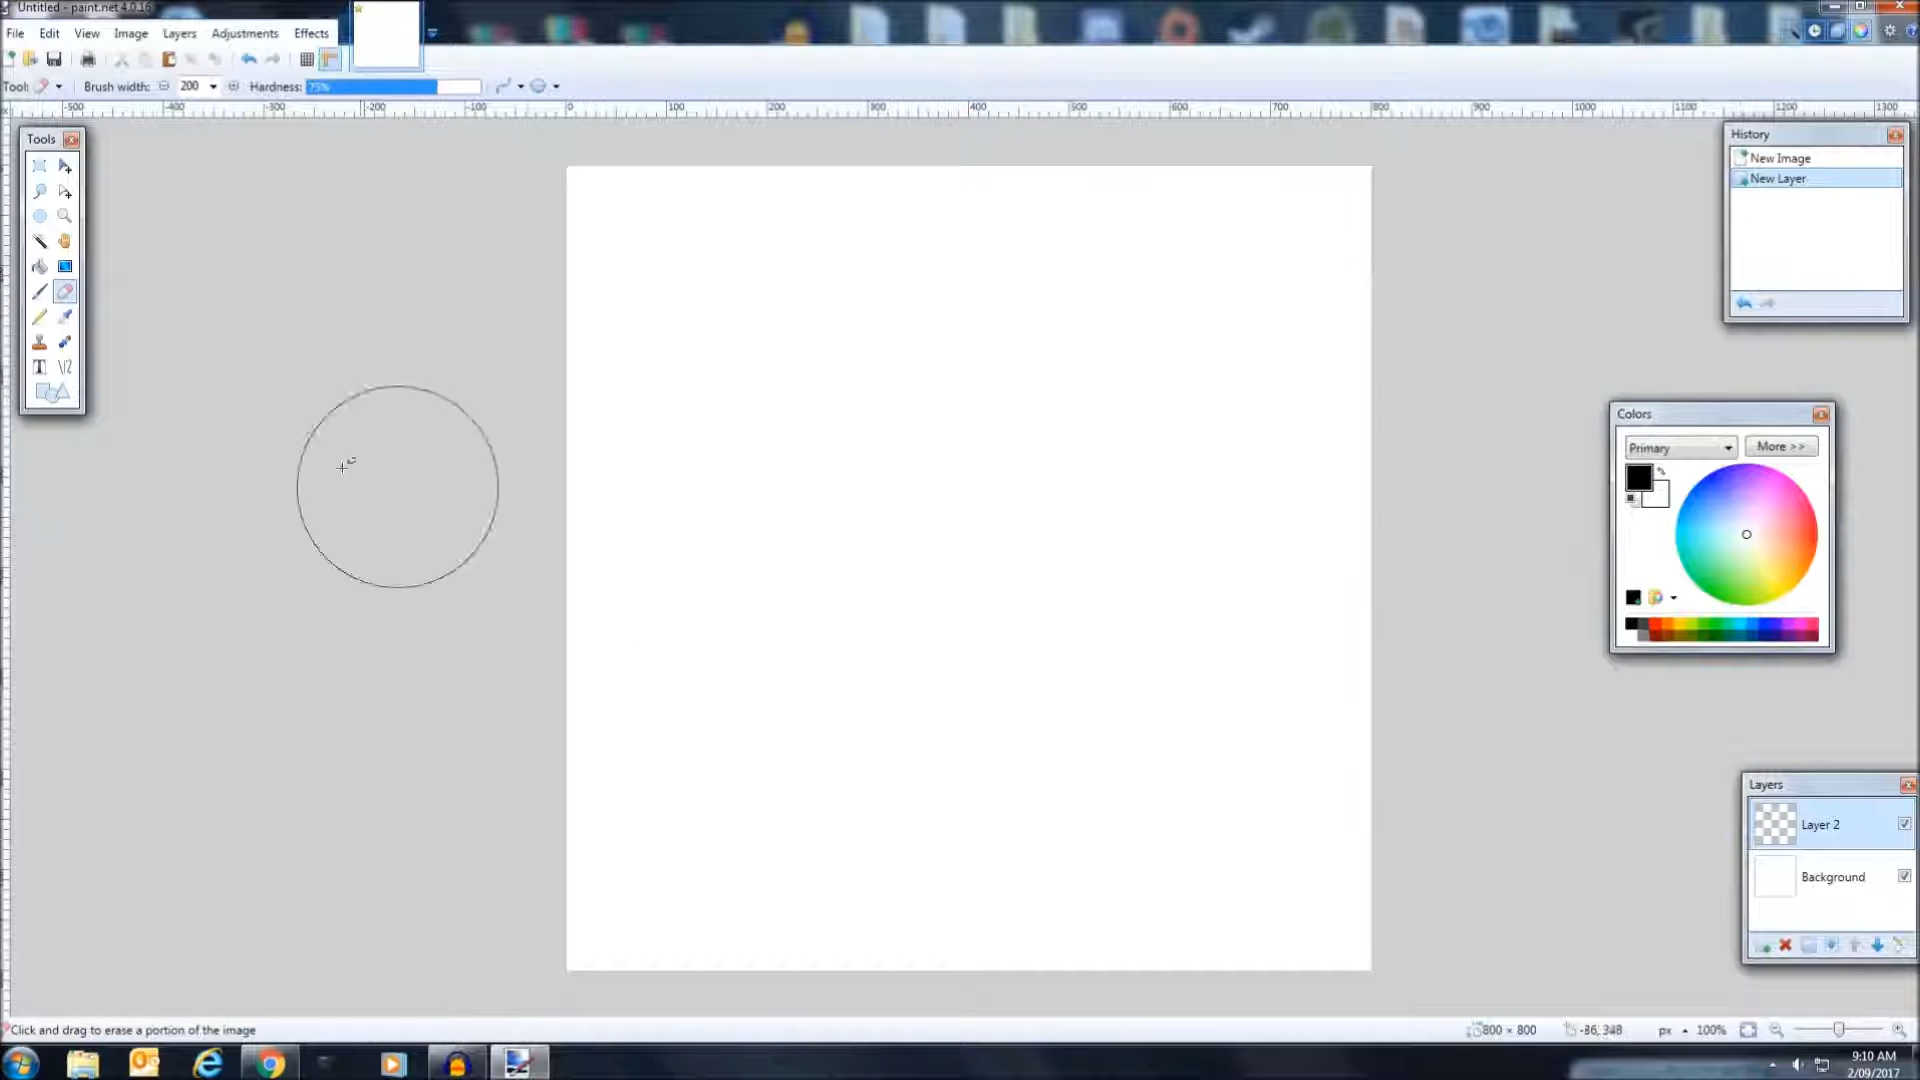 Untitled - paint.net 4.0.16
File Edit View Image Layers Adjustments Effects
Tool: Brush width: 200 Hardness: 75%
-500 -400 -300 -200 -100 0 100 200 300 400 500 600 700 800 900 1000 1100 1200 1300
Tools
History
New Image
New Layer
Colors
Primary More >>
Layers
Layer 2
Background
Click and drag to erase a portion of the image
800 × 800 -36, 348 px 100%
9:10 AM
2/09/2017